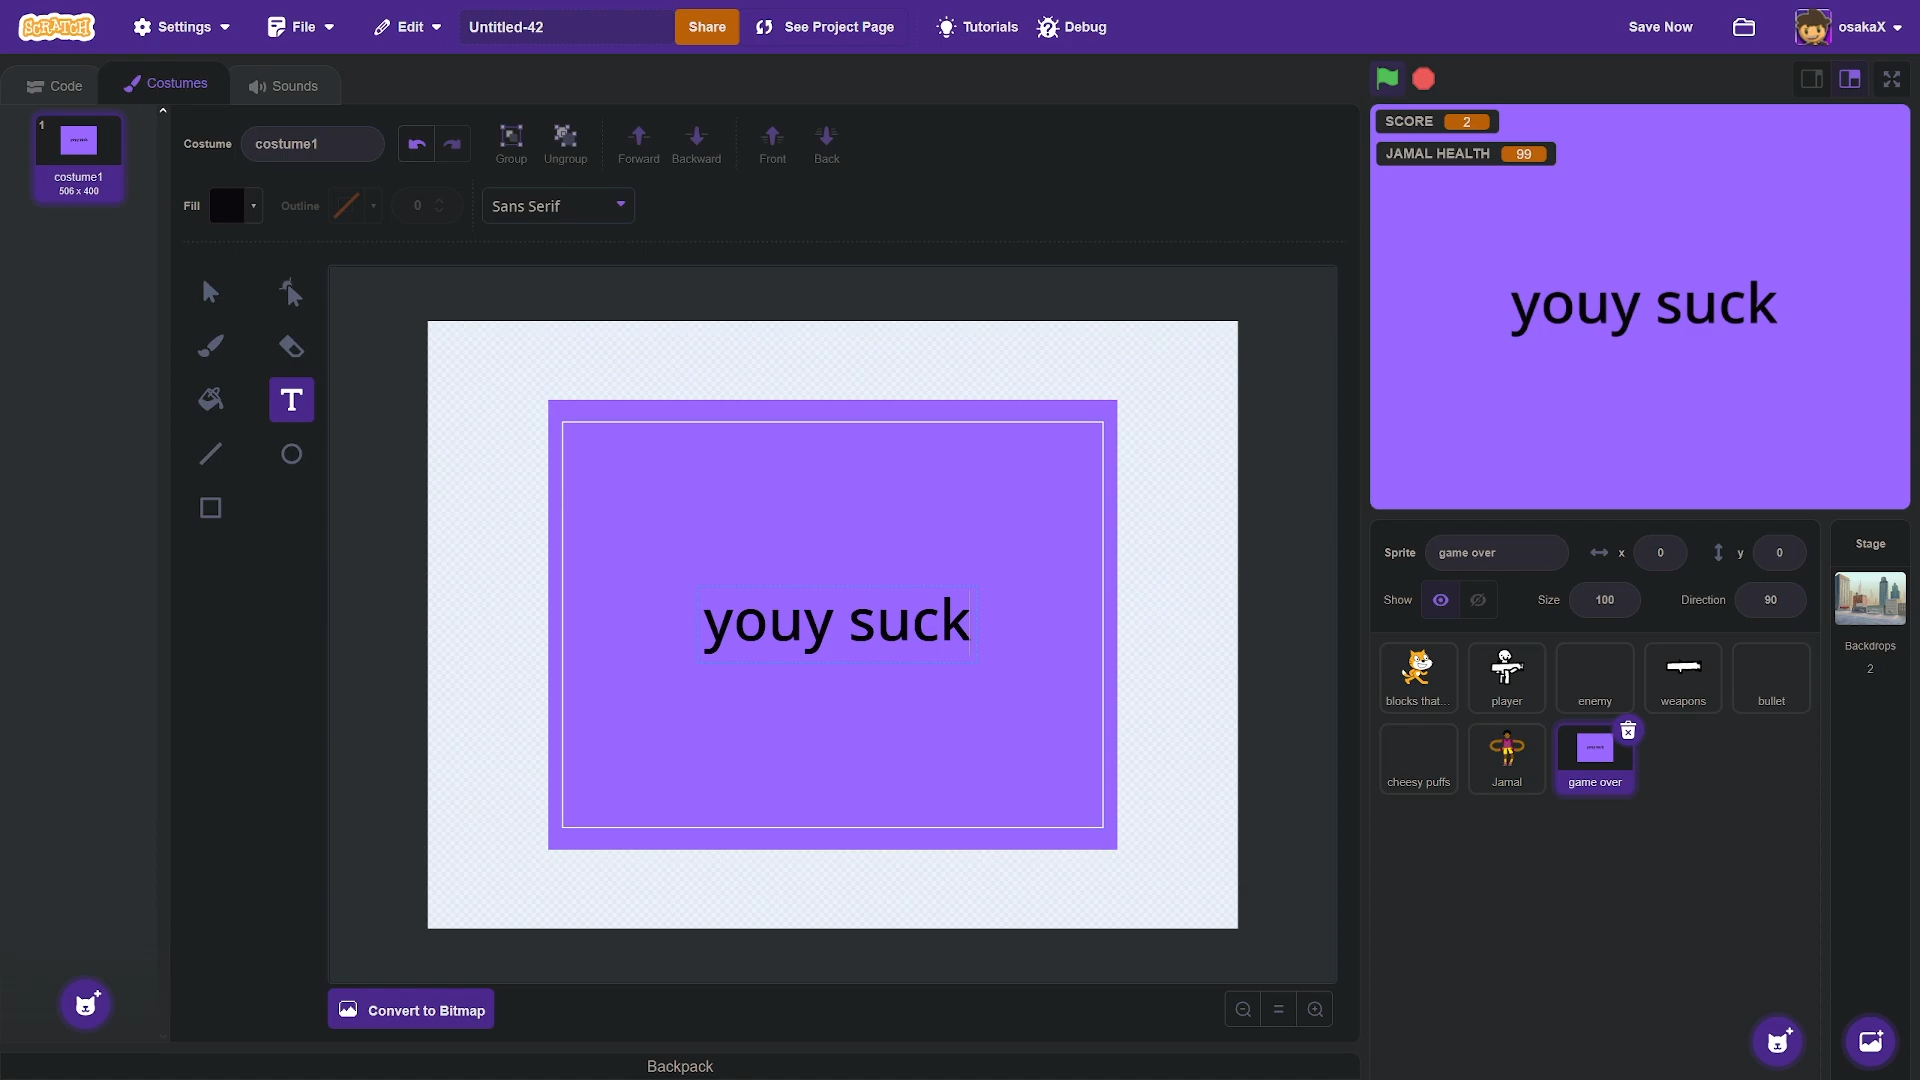 SCRATCH
Settings
File
Edit
Untitled-42
Share
See Project Page
Tutorials
Debug
Save Now
osakaX
Code
Costumes
Sounds
1
costume1
506 x 400
Costume
costume1
Group
Ungroup
Forward
Backward
Front
Back
Fill
Outline
0
Sans Serif
T
youy suck
Convert to Bitmap
Backpack
SCORE 2
JAMAL HEALTH 99
youy suck
Sprite
game over
x
0
y
0
Show
Size
100
Direction
90
blocks that...
player
enemy
weapons
bullet
cheesy puffs
Jamal
game over
Stage
Backdrops
2